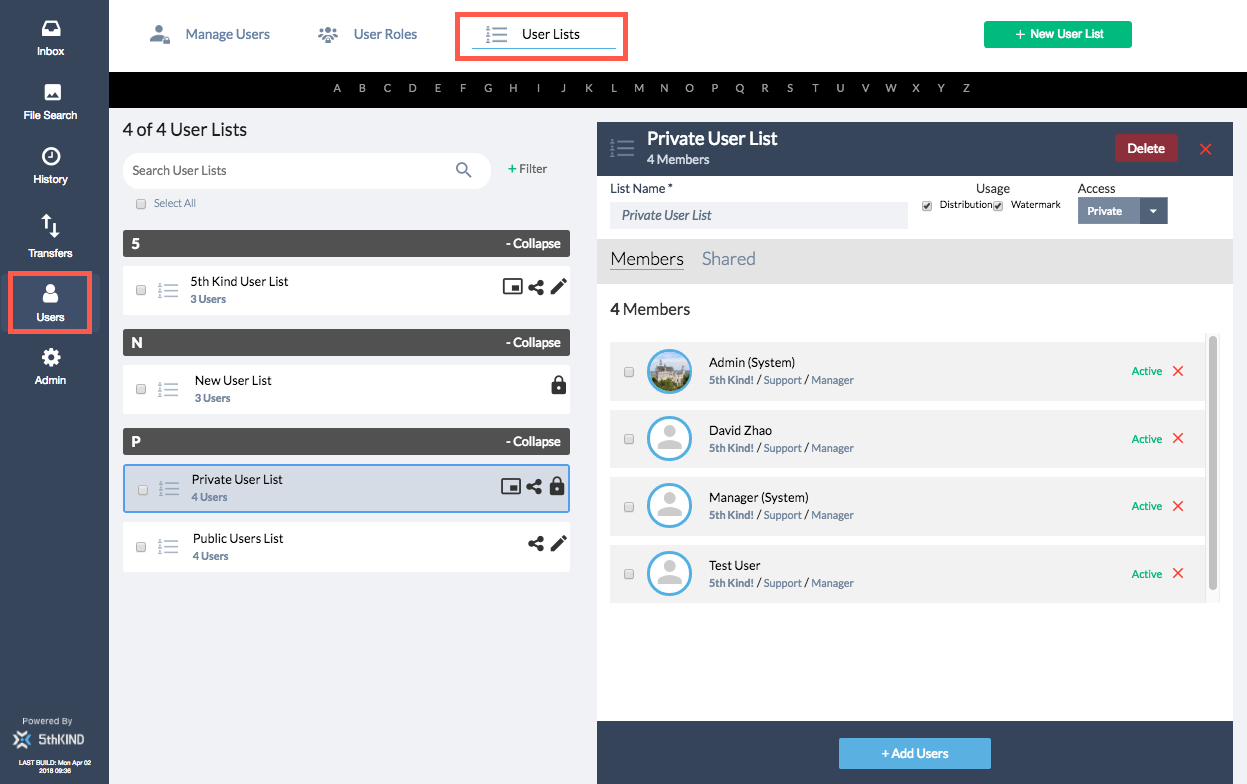 Inbox
File Search
History
Transfers
Users
Admin
Powered By
5thKIND
LAST BUILD: Mon Apr 02
2018 09:36
Manage Users
User Roles
User Lists
+ New User List
A B C D E F G H I J K L M N O P Q R S T U V W X Y Z
4 of 4 User Lists
Search User Lists
+ Filter
Select All
5 - Collapse
5th Kind User List
3 Users
N - Collapse
New User List
3 Users
P - Collapse
Private User List
4 Users
Public Users List
4 Users
Private User List
4 Members
Delete
List Name *
Usage
Access
Private User List
Distribution
Watermark
Private
Members
Shared
4 Members
Admin (System)
5th Kind! / Support / Manager
Active
David Zhao
5th Kind! / Support / Manager
Active
Manager (System)
5th Kind! / Support / Manager
Active
Test User
5th Kind! / Support / Manager
Active
+ Add Users